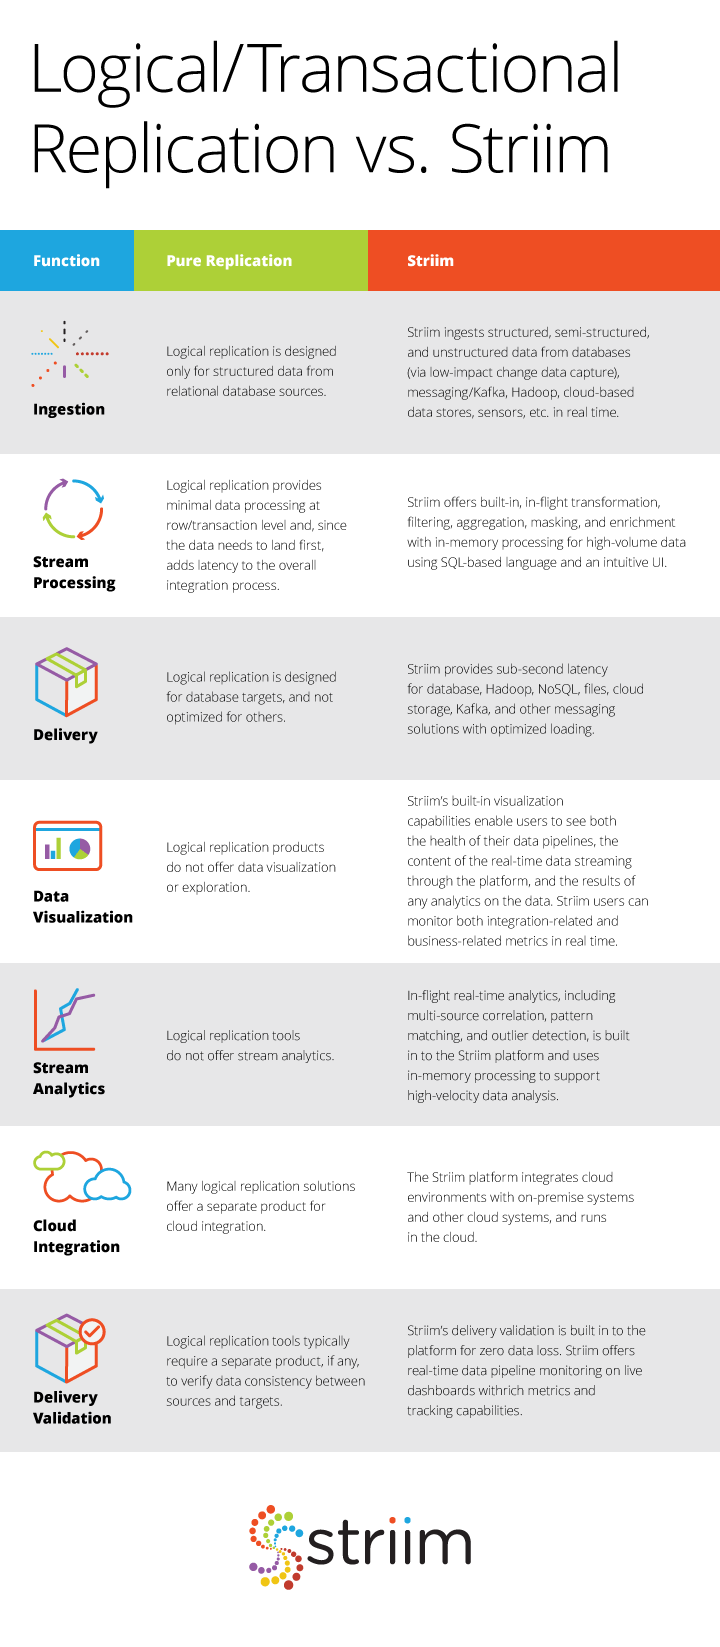 Logical/Transactional
Replication vs. Striim
Function
Pure Replication
Striim
Ingestion
Logical replication is designed
only for structured data from
relational database sources.
Striim ingests structured, semi-structured,
and unstructured data from databases
(via low-impact change data capture),
messaging/Kafka, Hadoop, cloud-based
data stores, sensors, etc. in real time.
Stream
Processing
Logical replication provides
minimal data processing at
row/transaction level and, since
the data needs to land first,
adds latency to the overall
integration process.
Striim offers built-in, in-flight transformation,
filtering, aggregation, masking, and enrichment
with in-memory processing for high-volume data
using SQL-based language and an intuitive UI.
Delivery
Logical replication is designed
for database targets, and not
optimized for others.
Striim provides sub-second latency
for database, Hadoop, NoSQL, files, cloud
storage, Kafka, and other messaging
solutions with optimized loading.
Data
Visualization
Logical replication products
do not offer data visualization
or exploration.
Striim's built-in visualization
capabilities enable users to see both
the health of their data pipelines, the
content of the real-time data streaming
through the platform, and the results of
any analytics on the data. Striim users can
monitor both integration-related and
business-related metrics in real time.
Stream
Analytics
Logical replication tools
do not offer stream analytics.
In-flight real-time analytics, including
multi-source correlation, pattern
matching, and outlier detection, is built
in to the Striim platform and uses
in-memory processing to support
high-velocity data analysis.
Cloud
Integration
Many logical replication solutions
offer a separate product for
cloud integration.
The Striim platform integrates cloud
environments with on-premise systems
and other cloud systems, and runs
in the cloud.
Delivery
Validation
Logical replication tools typically
require a separate product, if any,
to verify data consistency between
sources and targets.
Striim's delivery validation is built in to the
platform for zero data loss. Striim offers
real-time data pipeline monitoring on live
dashboards withrich metrics and
tracking capabilities.
striim